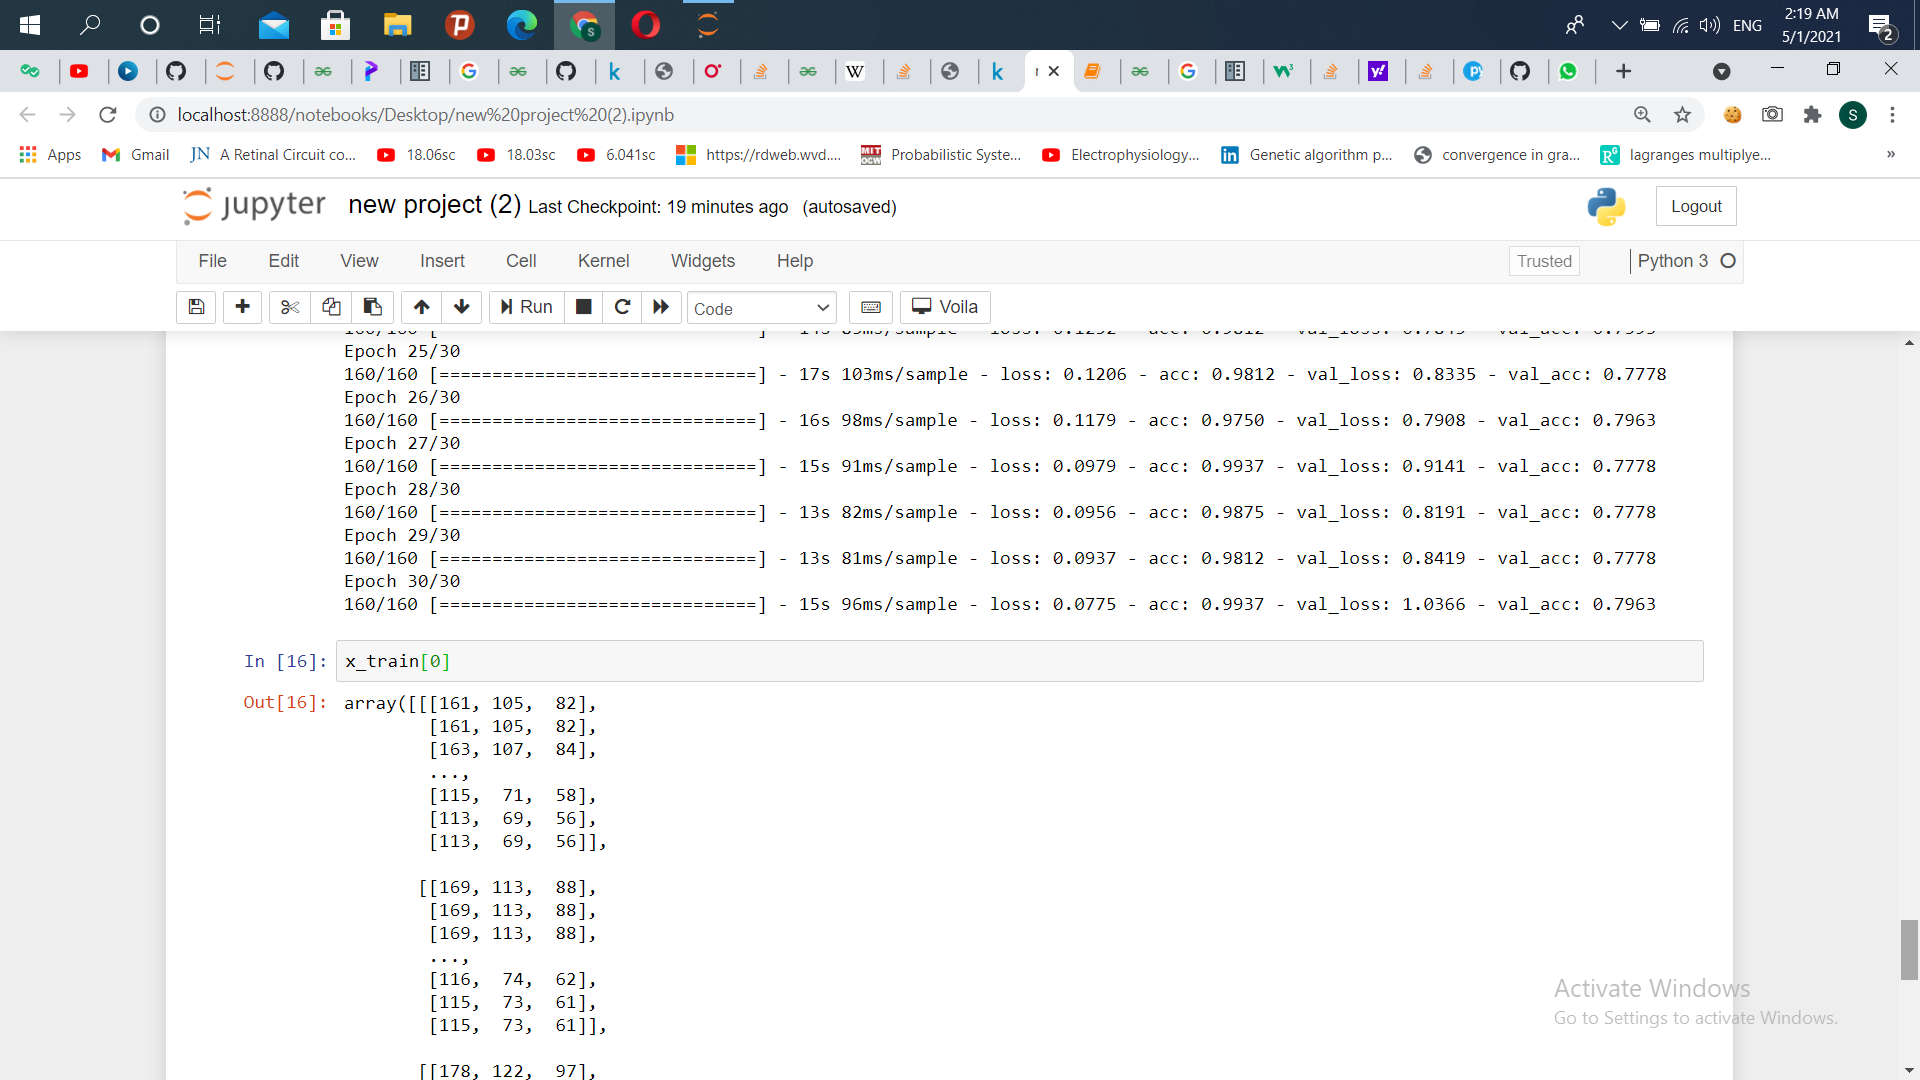 ENG
2:19 AM
5/1/2021
2
localhost:8888/notebooks/Desktop/new%20project%20(2).ipynb
S
Apps
Gmail
A Retinal Circuit co...
18.06sc
18.03sc
6.041sc
https://rdweb.wvd....
Probabilistic Syste...
Electrophysiology...
Genetic algorithm p...
convergence in gra...
lagranges multiplye...
»
jupyter new project (2) Last Checkpoint: 19 minutes ago (autosaved)
Logout
File Edit View Insert Cell Kernel Widgets Help
Trusted
Python 3
Run
Code
Voila
Epoch 25/30
160/160 [==============================] - 17s 103ms/sample - loss: 0.1206 - acc: 0.9812 - val_loss: 0.8335 - val_acc: 0.7778
Epoch 26/30
160/160 [==============================] - 16s 98ms/sample - loss: 0.1179 - acc: 0.9750 - val_loss: 0.7908 - val_acc: 0.7963
Epoch 27/30
160/160 [==============================] - 15s 91ms/sample - loss: 0.0979 - acc: 0.9937 - val_loss: 0.9141 - val_acc: 0.7778
Epoch 28/30
160/160 [==============================] - 13s 82ms/sample - loss: 0.0956 - acc: 0.9875 - val_loss: 0.8191 - val_acc: 0.7778
Epoch 29/30
160/160 [==============================] - 13s 81ms/sample - loss: 0.0937 - acc: 0.9812 - val_loss: 0.8419 - val_acc: 0.7778
Epoch 30/30
160/160 [==============================] - 15s 96ms/sample - loss: 0.0775 - acc: 0.9937 - val_loss: 1.0366 - val_acc: 0.7963
In [16]: x_train[0]
Out[16]: array([[[161, 105, 82],
[161, 105, 82],
[163, 107, 84],
...,
[115, 71, 58],
[113, 69, 56],
[113, 69, 56]],
[[169, 113, 88],
[169, 113, 88],
[169, 113, 88],
...,
[116, 74, 62],
[115, 73, 61],
[115, 73, 61]],
[[178, 122, 97],
Activate Windows
Go to Settings to activate Windows.